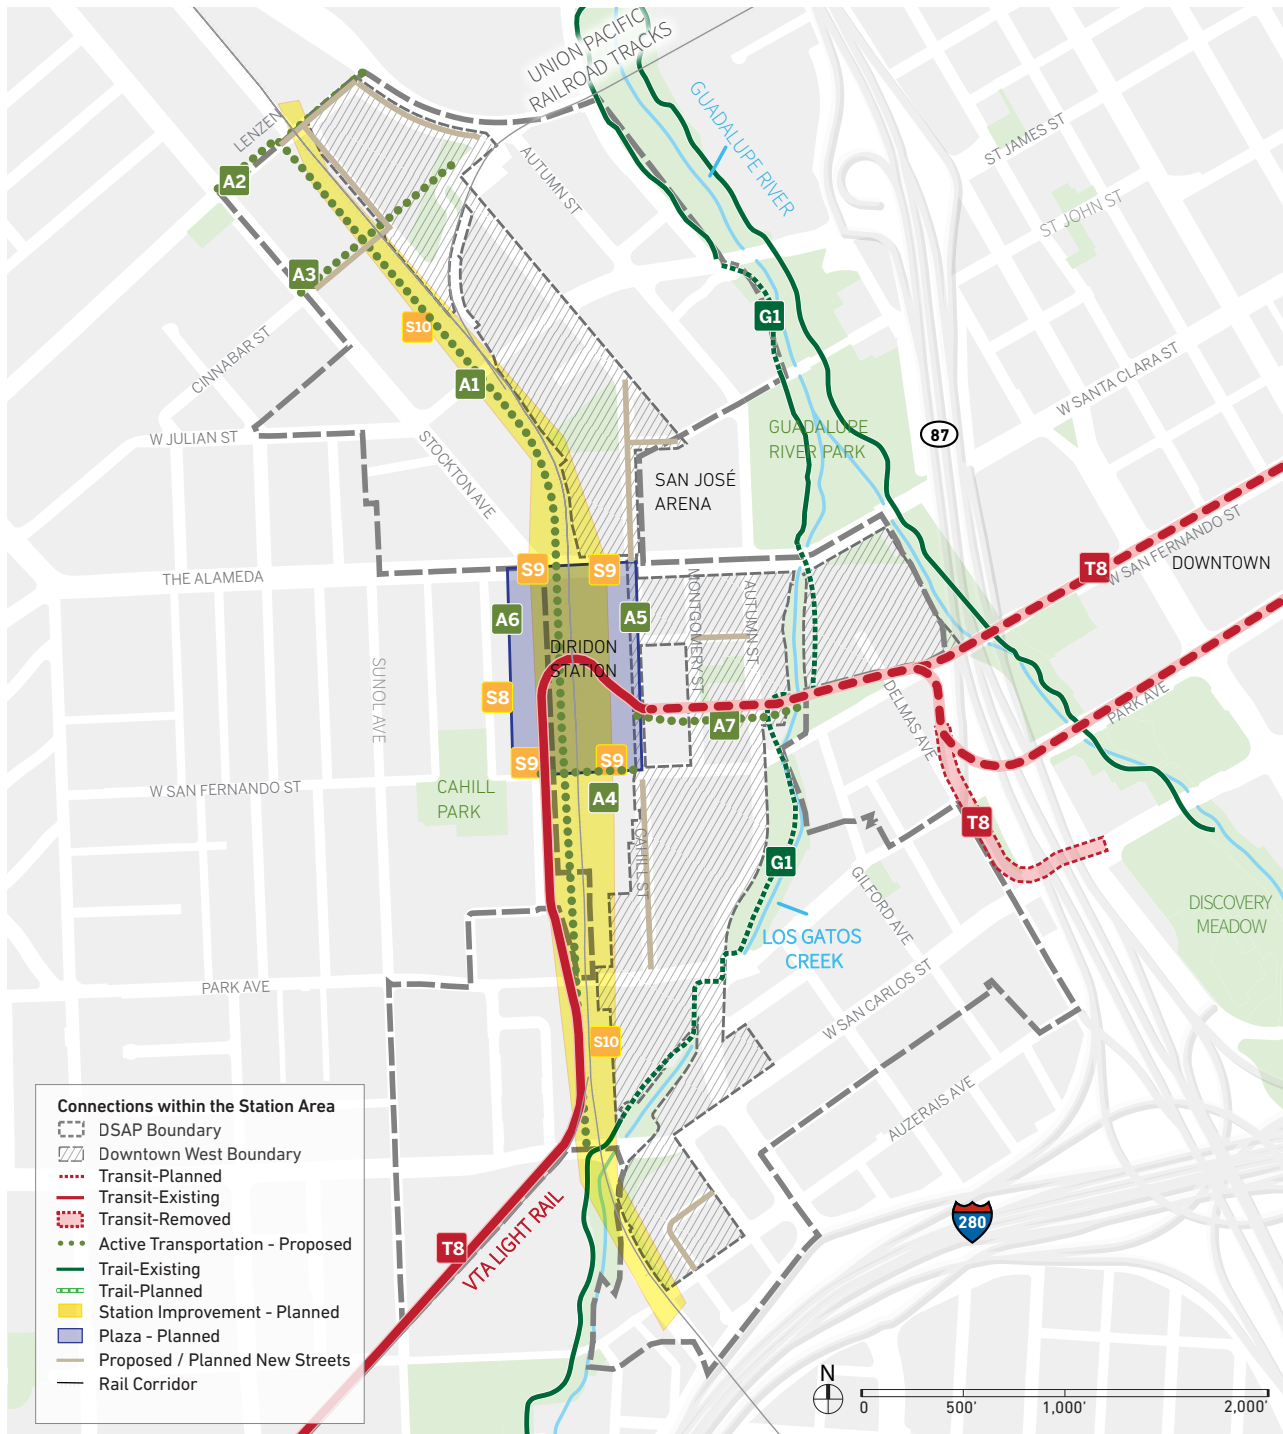 UNION PACIFIC
RAILROAD TRACKS
GUADALUPE RIVER
ST JAMES ST
LENZEN
AUTUMN ST
A2
ST JOHN ST
A3
G1
S10
CINNABAR ST
A1
W SANTA CLARA ST
W JULIAN ST
STOCKTON AVE
GUADALUPE
RIVER PARK
87
SAN JOSÉ
ARENA
W SAN FERNANDO ST
THE ALAMEDA
S9
S9
T8
DOWNTOWN
A6
A5
MONTGOMERY ST
AUTUMN ST
DIRIDON
STATION
SUNOL AVE
S8
DELMAS AVE
PARK AVE
A7
S9
S9
W SAN FERNANDO ST
CAHILL
PARK
A4
T8
CAHILL ST
G1
GILFORD AVE
DISCOVERY
MEADOW
LOS GATOS
CREEK
PARK AVE
W SAN CARLOS ST
S10
AUZERAIS AVE
Connections within the Station Area
DSAP Boundary
Downtown West Boundary
Transit-Planned
Transit-Existing
Transit-Removed
Active Transportation - Proposed
Trail-Existing
Trail-Planned
Station Improvement - Planned
Plaza - Planned
Proposed / Planned New Streets
Rail Corridor
T8
VTA LIGHT RAIL
280
N
0 500' 1,000' 2,000'